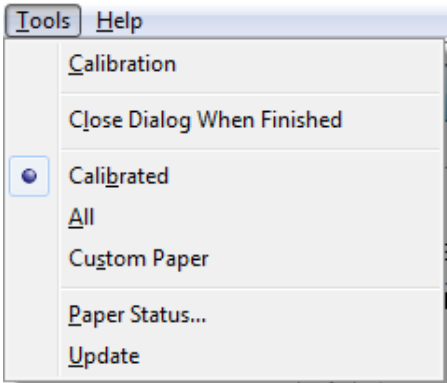 Tools Help
Calibration
Close Dialog When Finished
Calibrated
All
Custom Paper
Paper Status...
Update